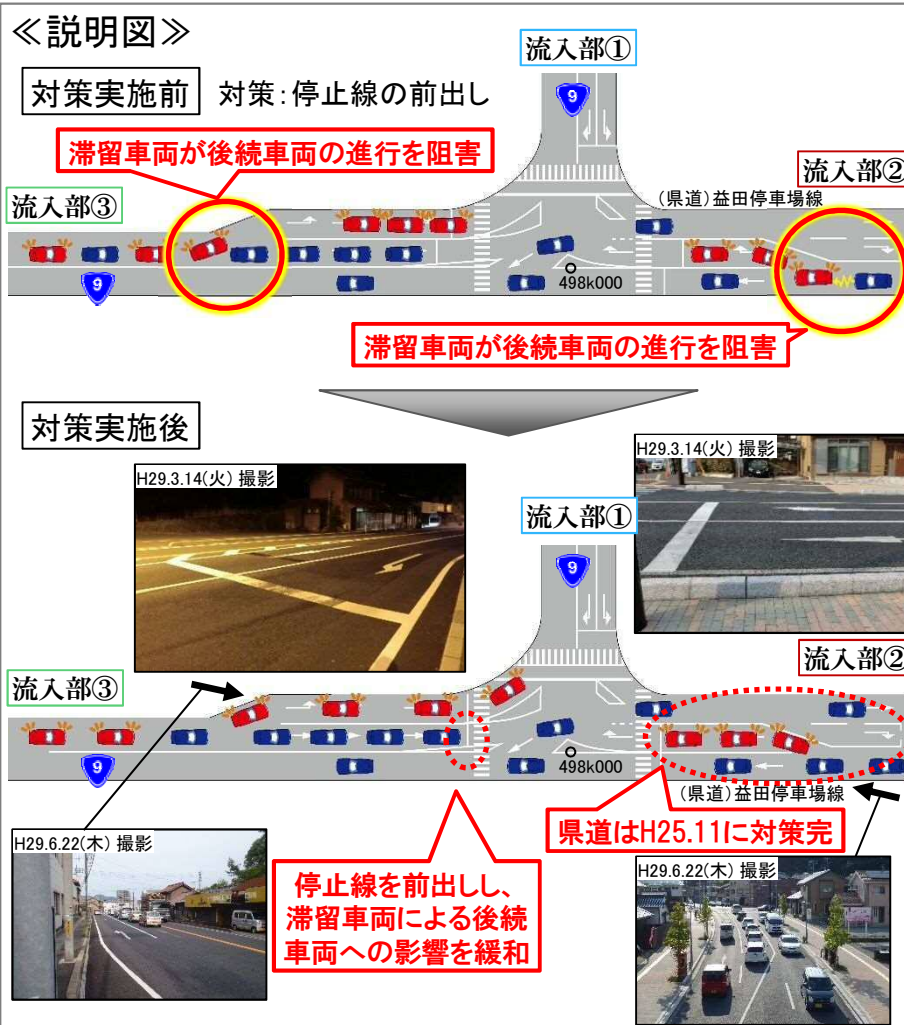 ≪説明図≫
流入部①
対策実施前 対策:停止線の前出し
9
滞留車両が後続車両の進行を阻害
流入部②
(県道)益田停車場線
流入部③
9
498k000
滞留車両が後続車両の進行を阻害
対策実施後
H29.3.14(火) 撮影
H29.3.14(火) 撮影
流入部①
9
流入部②
流入部③
9
498k000
(県道)益田停車場線
県道はH25.11に対策完
H29.6.22(木) 撮影
H29.6.22(木) 撮影
停止線を前出しし、
滞留車両による後続
車両への影響を緩和